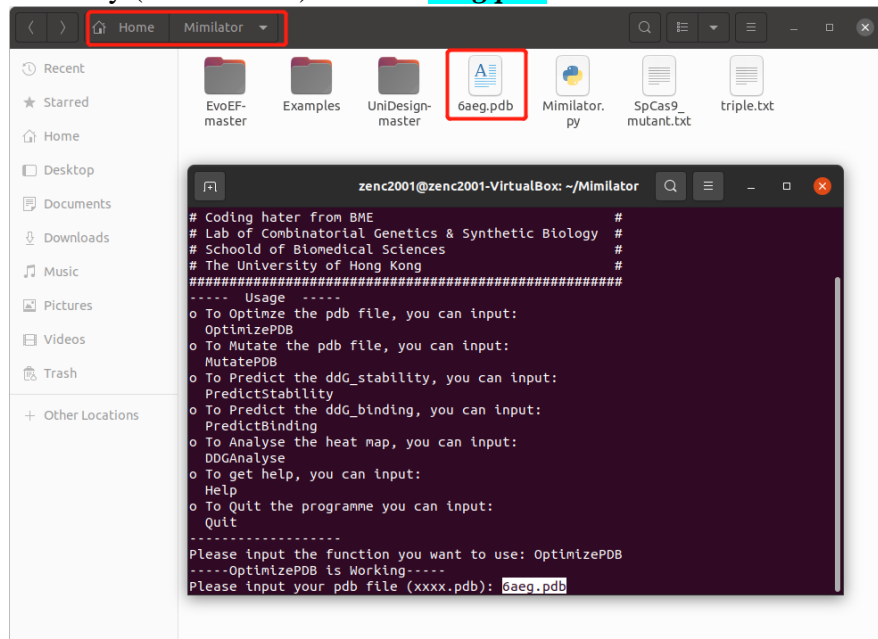 Home Mimilator
Recent
Starred
Home
Desktop
Documents
Downloads
Music
Pictures
Videos
Trash
+ Other Locations
EvoEF-
master
Examples
UniDesign-
master
6aeg.pdb
Mimilator.
py
SpCas9_
mutant.txt
triple.txt
zenc2001@zenc2001-VirtualBox: ~/Mimilator
# Coding hater from BME #
# Lab of Combinatorial Genetics & Synthetic Biology #
# Schoold of Biomedical Sciences #
# The University of Hong Kong #
######################################################
----- Usage -----
o To Optimze the pdb file, you can input:
OptimizePDB
o To Mutate the pdb file, you can input:
MutatePDB
o To Predict the ddG_stability, you can input:
PredictStability
o To Predict the ddG_binding, you can input:
PredictBinding
o To Analyse the heat map, you can input:
DDGAnalyse
o To get help, you can input:
Help
o To Quit the programme you can input:
Quit
-------------------
Please input the function you want to use: OptimizePDB
-----OptimizePDB is Working-----
Please input your pdb file (xxxx.pdb): 6aeg.pdb